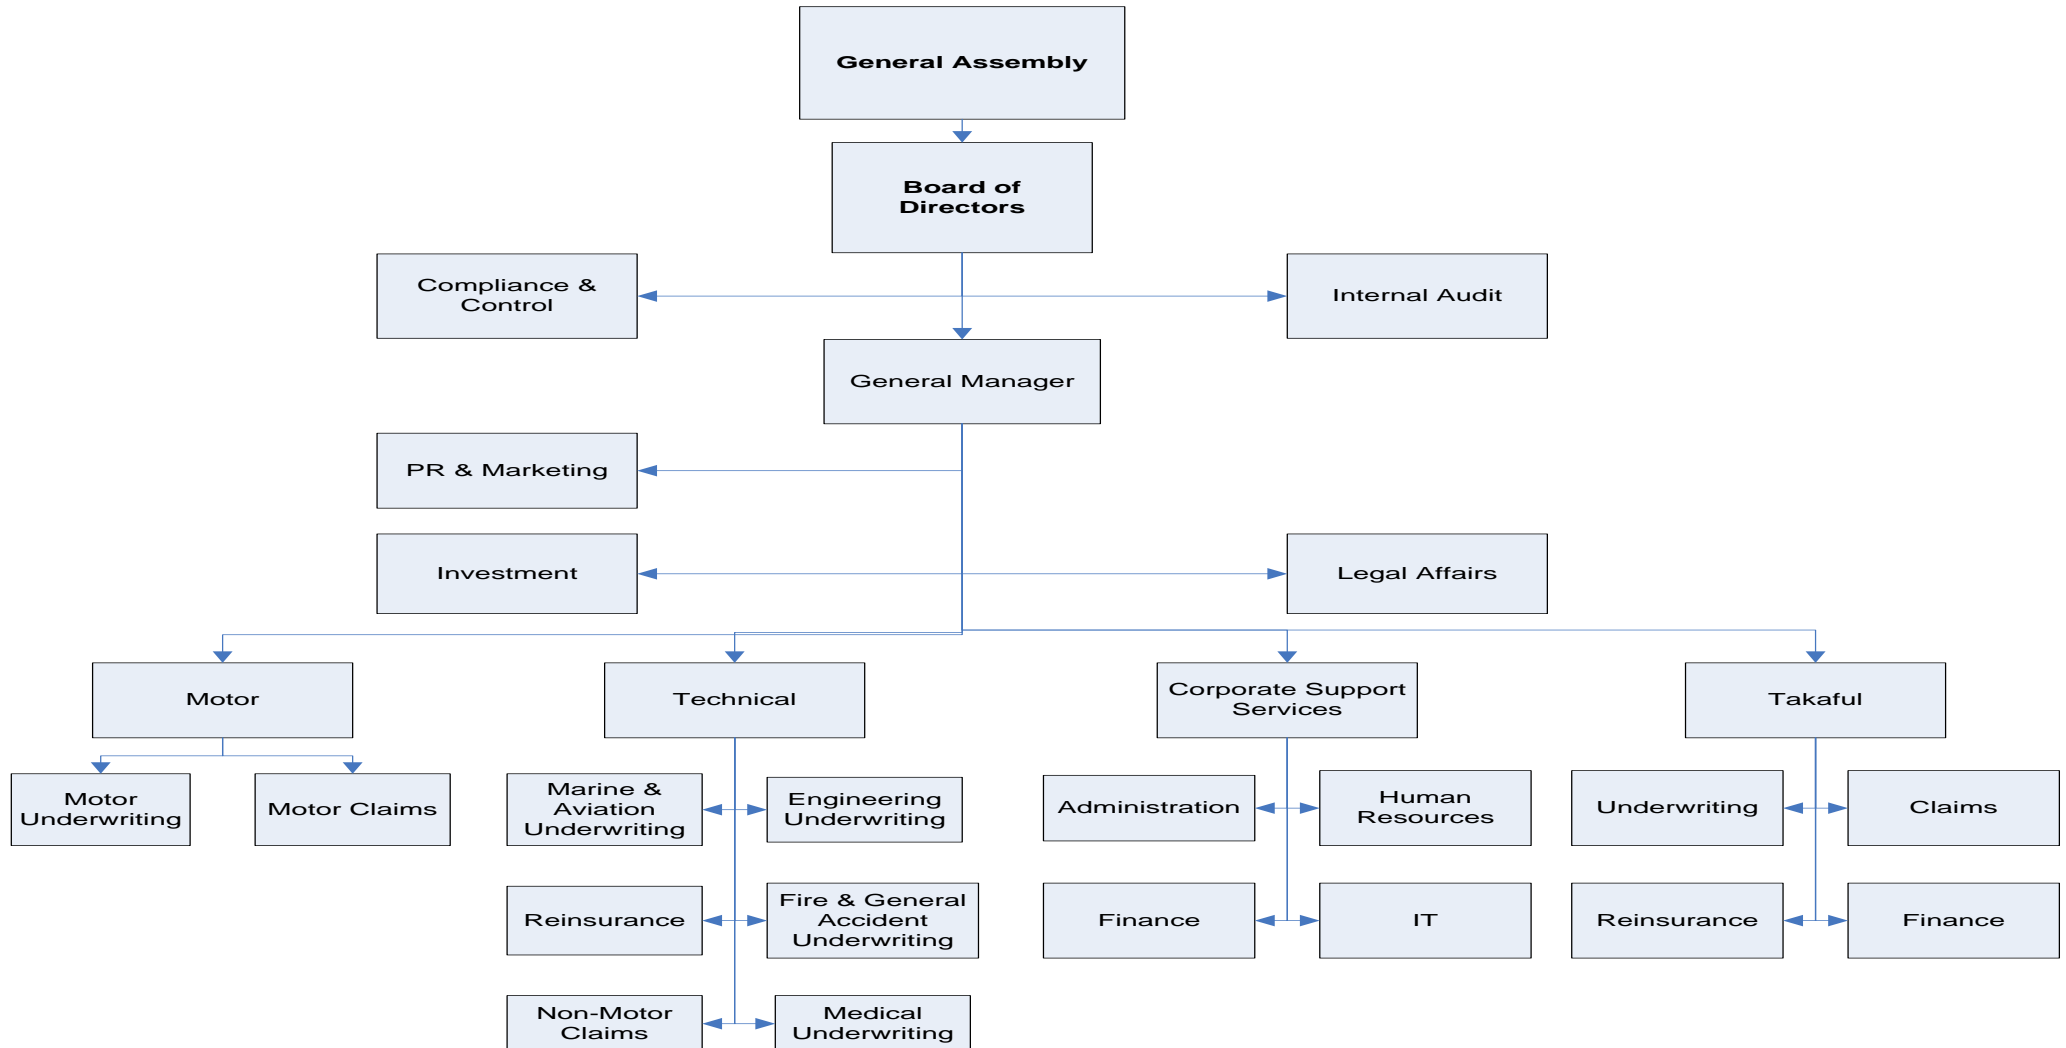 General Assembly
Board of
Directors
Compliance &
Control
Internal Audit
General Manager
PR & Marketing
Investment
Legal Affairs
Motor
Technical
Corporate Support
Services
Takaful
Motor
Underwriting
Motor Claims
Marine &
Aviation
Underwriting
Engineering
Underwriting
Administration
Human
Resources
Underwriting
Claims
Reinsurance
Fire & General
Accident
Underwriting
Finance
IT
Reinsurance
Finance
Non-Motor
Claims
Medical
Underwriting